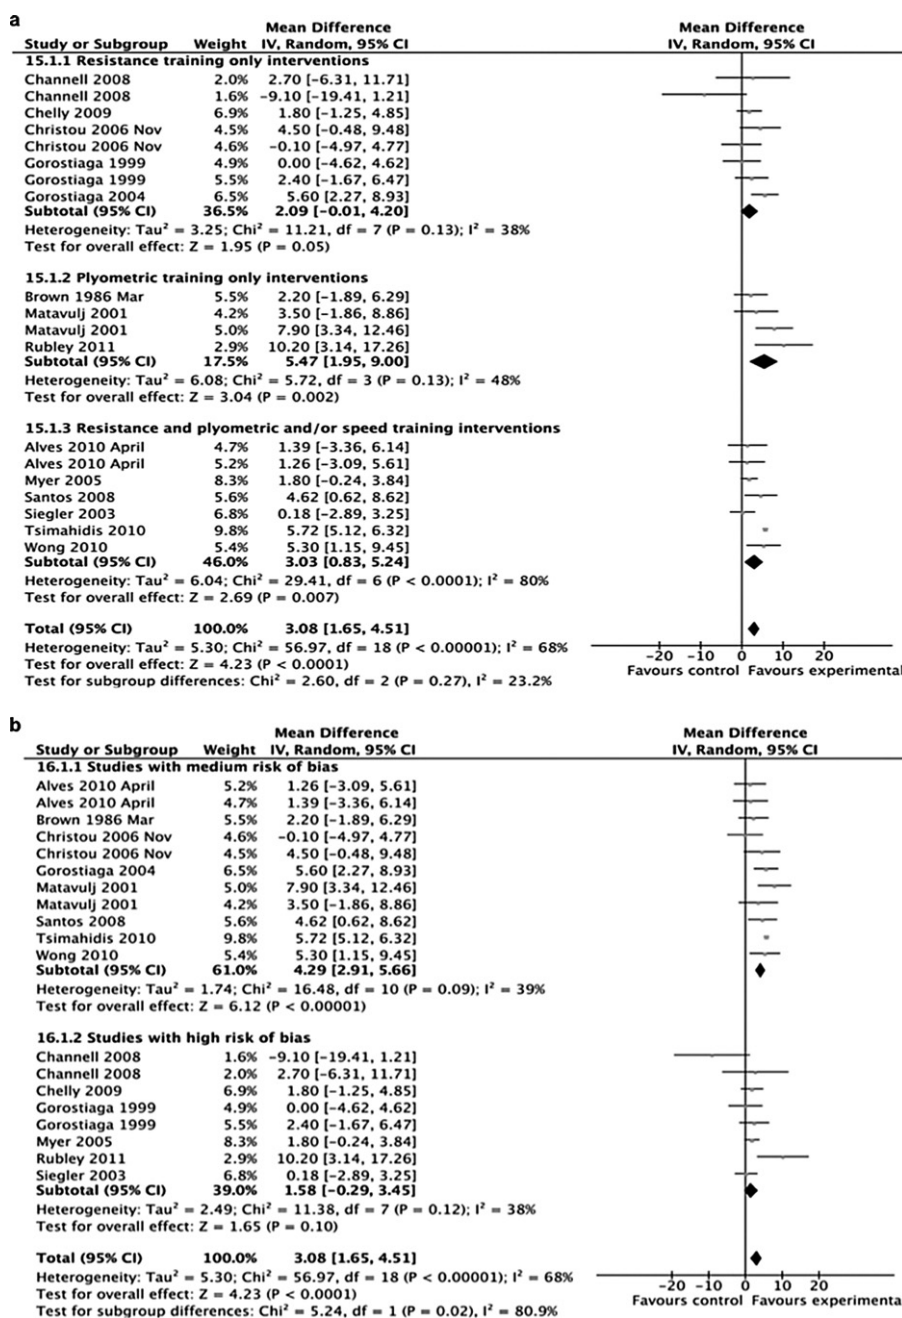 a
Mean Difference Mean Difference
Study or Subgroup Weight IV, Random, 95% CI IV, Random, 95% CI
15.1.1 Resistance training only interventions
Channell 2008 2.0% 2.70 [−6.31, 11.71]
Channell 2008 1.6% −9.10 [−19.41, 1.21]
Chelly 2009 6.9% 1.80 [−1.25, 4.85]
Christou 2006 Nov 4.5% 4.50 [−0.48, 9.48]
Christou 2006 Nov 4.6% −0.10 [−4.97, 4.77]
Gorostiaga 1999 4.9% 0.00 [−4.62, 4.62]
Gorostiaga 1999 5.5% 2.40 [−1.67, 6.47]
Gorostiaga 2004 6.5% 5.60 [2.27, 8.93]
Subtotal (95% CI) 36.5% 2.09 [−0.01, 4.20]
Heterogeneity: Tau² = 3.25; Chi² = 11.21, df = 7 (P = 0.13); I² = 38%
Test for overall effect: Z = 1.95 (P = 0.05)
15.1.2 Plyometric training only interventions
Brown 1986 Mar 5.5% 2.20 [−1.89, 6.29]
Matavulj 2001 4.2% 3.50 [−1.86, 8.86]
Matavulj 2001 5.0% 7.90 [3.34, 12.46]
Rubley 2011 2.9% 10.20 [3.14, 17.26]
Subtotal (95% CI) 17.5% 5.47 [1.95, 9.00]
Heterogeneity: Tau² = 6.08; Chi² = 5.72, df = 3 (P = 0.13); I² = 48%
Test for overall effect: Z = 3.04 (P = 0.002)
15.1.3 Resistance and plyometric and/or speed training interventions
Alves 2010 April 4.7% 1.39 [−3.36, 6.14]
Alves 2010 April 5.2% 1.26 [−3.09, 5.61]
Myer 2005 8.3% 1.80 [−0.24, 3.84]
Santos 2008 5.6% 4.62 [0.62, 8.62]
Siegler 2003 6.8% 0.18 [−2.89, 3.25]
Tsimahidis 2010 9.8% 5.72 [5.12, 6.32]
Wong 2010 5.4% 5.30 [1.15, 9.45]
Subtotal (95% CI) 46.0% 3.03 [0.83, 5.24]
Heterogeneity: Tau² = 6.04; Chi² = 29.41, df = 6 (P < 0.0001); I² = 80%
Test for overall effect: Z = 2.69 (P = 0.007)
Total (95% CI) 100.0% 3.08 [1.65, 4.51]
Heterogeneity: Tau² = 5.30; Chi² = 56.97, df = 18 (P < 0.00001); I² = 68%
Test for overall effect: Z = 4.23 (P < 0.0001)
Test for subgroup differences: Chi² = 2.60, df = 2 (P = 0.27), I² = 23.2%
−20 −10 0 10 20
Favours control Favours experimental
b
Mean Difference Mean Difference
Study or Subgroup Weight IV, Random, 95% CI IV, Random, 95% CI
16.1.1 Studies with medium risk of bias
Alves 2010 April 5.2% 1.26 [−3.09, 5.61]
Alves 2010 April 4.7% 1.39 [−3.36, 6.14]
Brown 1986 Mar 5.5% 2.20 [−1.89, 6.29]
Christou 2006 Nov 4.6% −0.10 [−4.97, 4.77]
Christou 2006 Nov 4.5% 4.50 [−0.48, 9.48]
Gorostiaga 2004 6.5% 5.60 [2.27, 8.93]
Matavulj 2001 5.0% 7.90 [3.34, 12.46]
Matavulj 2001 4.2% 3.50 [−1.86, 8.86]
Santos 2008 5.6% 4.62 [0.62, 8.62]
Tsimahidis 2010 9.8% 5.72 [5.12, 6.32]
Wong 2010 5.4% 5.30 [1.15, 9.45]
Subtotal (95% CI) 61.0% 4.29 [2.91, 5.66]
Heterogeneity: Tau² = 1.74; Chi² = 16.48, df = 10 (P = 0.09); I² = 39%
Test for overall effect: Z = 6.12 (P < 0.00001)
16.1.2 Studies with high risk of bias
Channell 2008 1.6% −9.10 [−19.41, 1.21]
Channell 2008 2.0% 2.70 [−6.31, 11.71]
Chelly 2009 6.9% 1.80 [−1.25, 4.85]
Gorostiaga 1999 4.9% 0.00 [−4.62, 4.62]
Gorostiaga 1999 5.5% 2.40 [−1.67, 6.47]
Myer 2005 8.3% 1.80 [−0.24, 3.84]
Rubley 2011 2.9% 10.20 [3.14, 17.26]
Siegler 2003 6.8% 0.18 [−2.89, 3.25]
Subtotal (95% CI) 39.0% 1.58 [−0.29, 3.45]
Heterogeneity: Tau² = 2.49; Chi² = 11.38, df = 7 (P = 0.12); I² = 38%
Test for overall effect: Z = 1.65 (P = 0.10)
Total (95% CI) 100.0% 3.08 [1.65, 4.51]
Heterogeneity: Tau² = 5.30; Chi² = 56.97, df = 18 (P < 0.00001); I² = 68%
Test for overall effect: Z = 4.23 (P < 0.0001)
Test for subgroup differences: Chi² = 5.24, df = 1 (P = 0.02), I² = 80.9%
−20 −10 0 10 20
Favours control Favours experimental